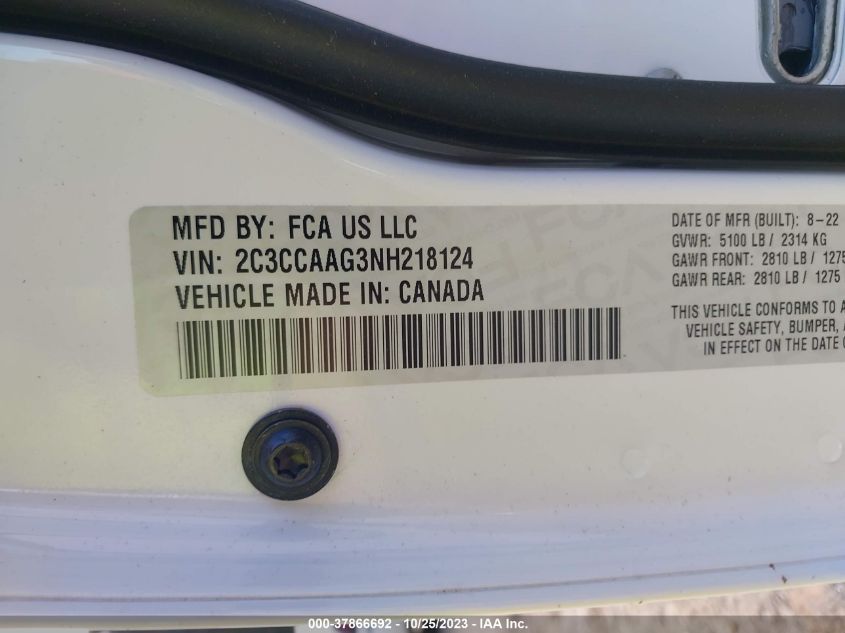 MFD BY: FCA US LLC
VIN: 2C3CCAAG3NH218124
VEHICLE MADE IN: CANADA
DATE OF MFR (BUILT): 8-22
GVWR: 5100 LB / 2314 KG
GAWR FRONT: 2810 LB / 1275
GAWR REAR: 2810 LB / 1275
THIS VEHICLE CONFORMS TO A
VEHICLE SAFETY, BUMPER, A
IN EFFECT ON THE DATE O
000-37866692 - 10/25/2023 - IAAI.COM.